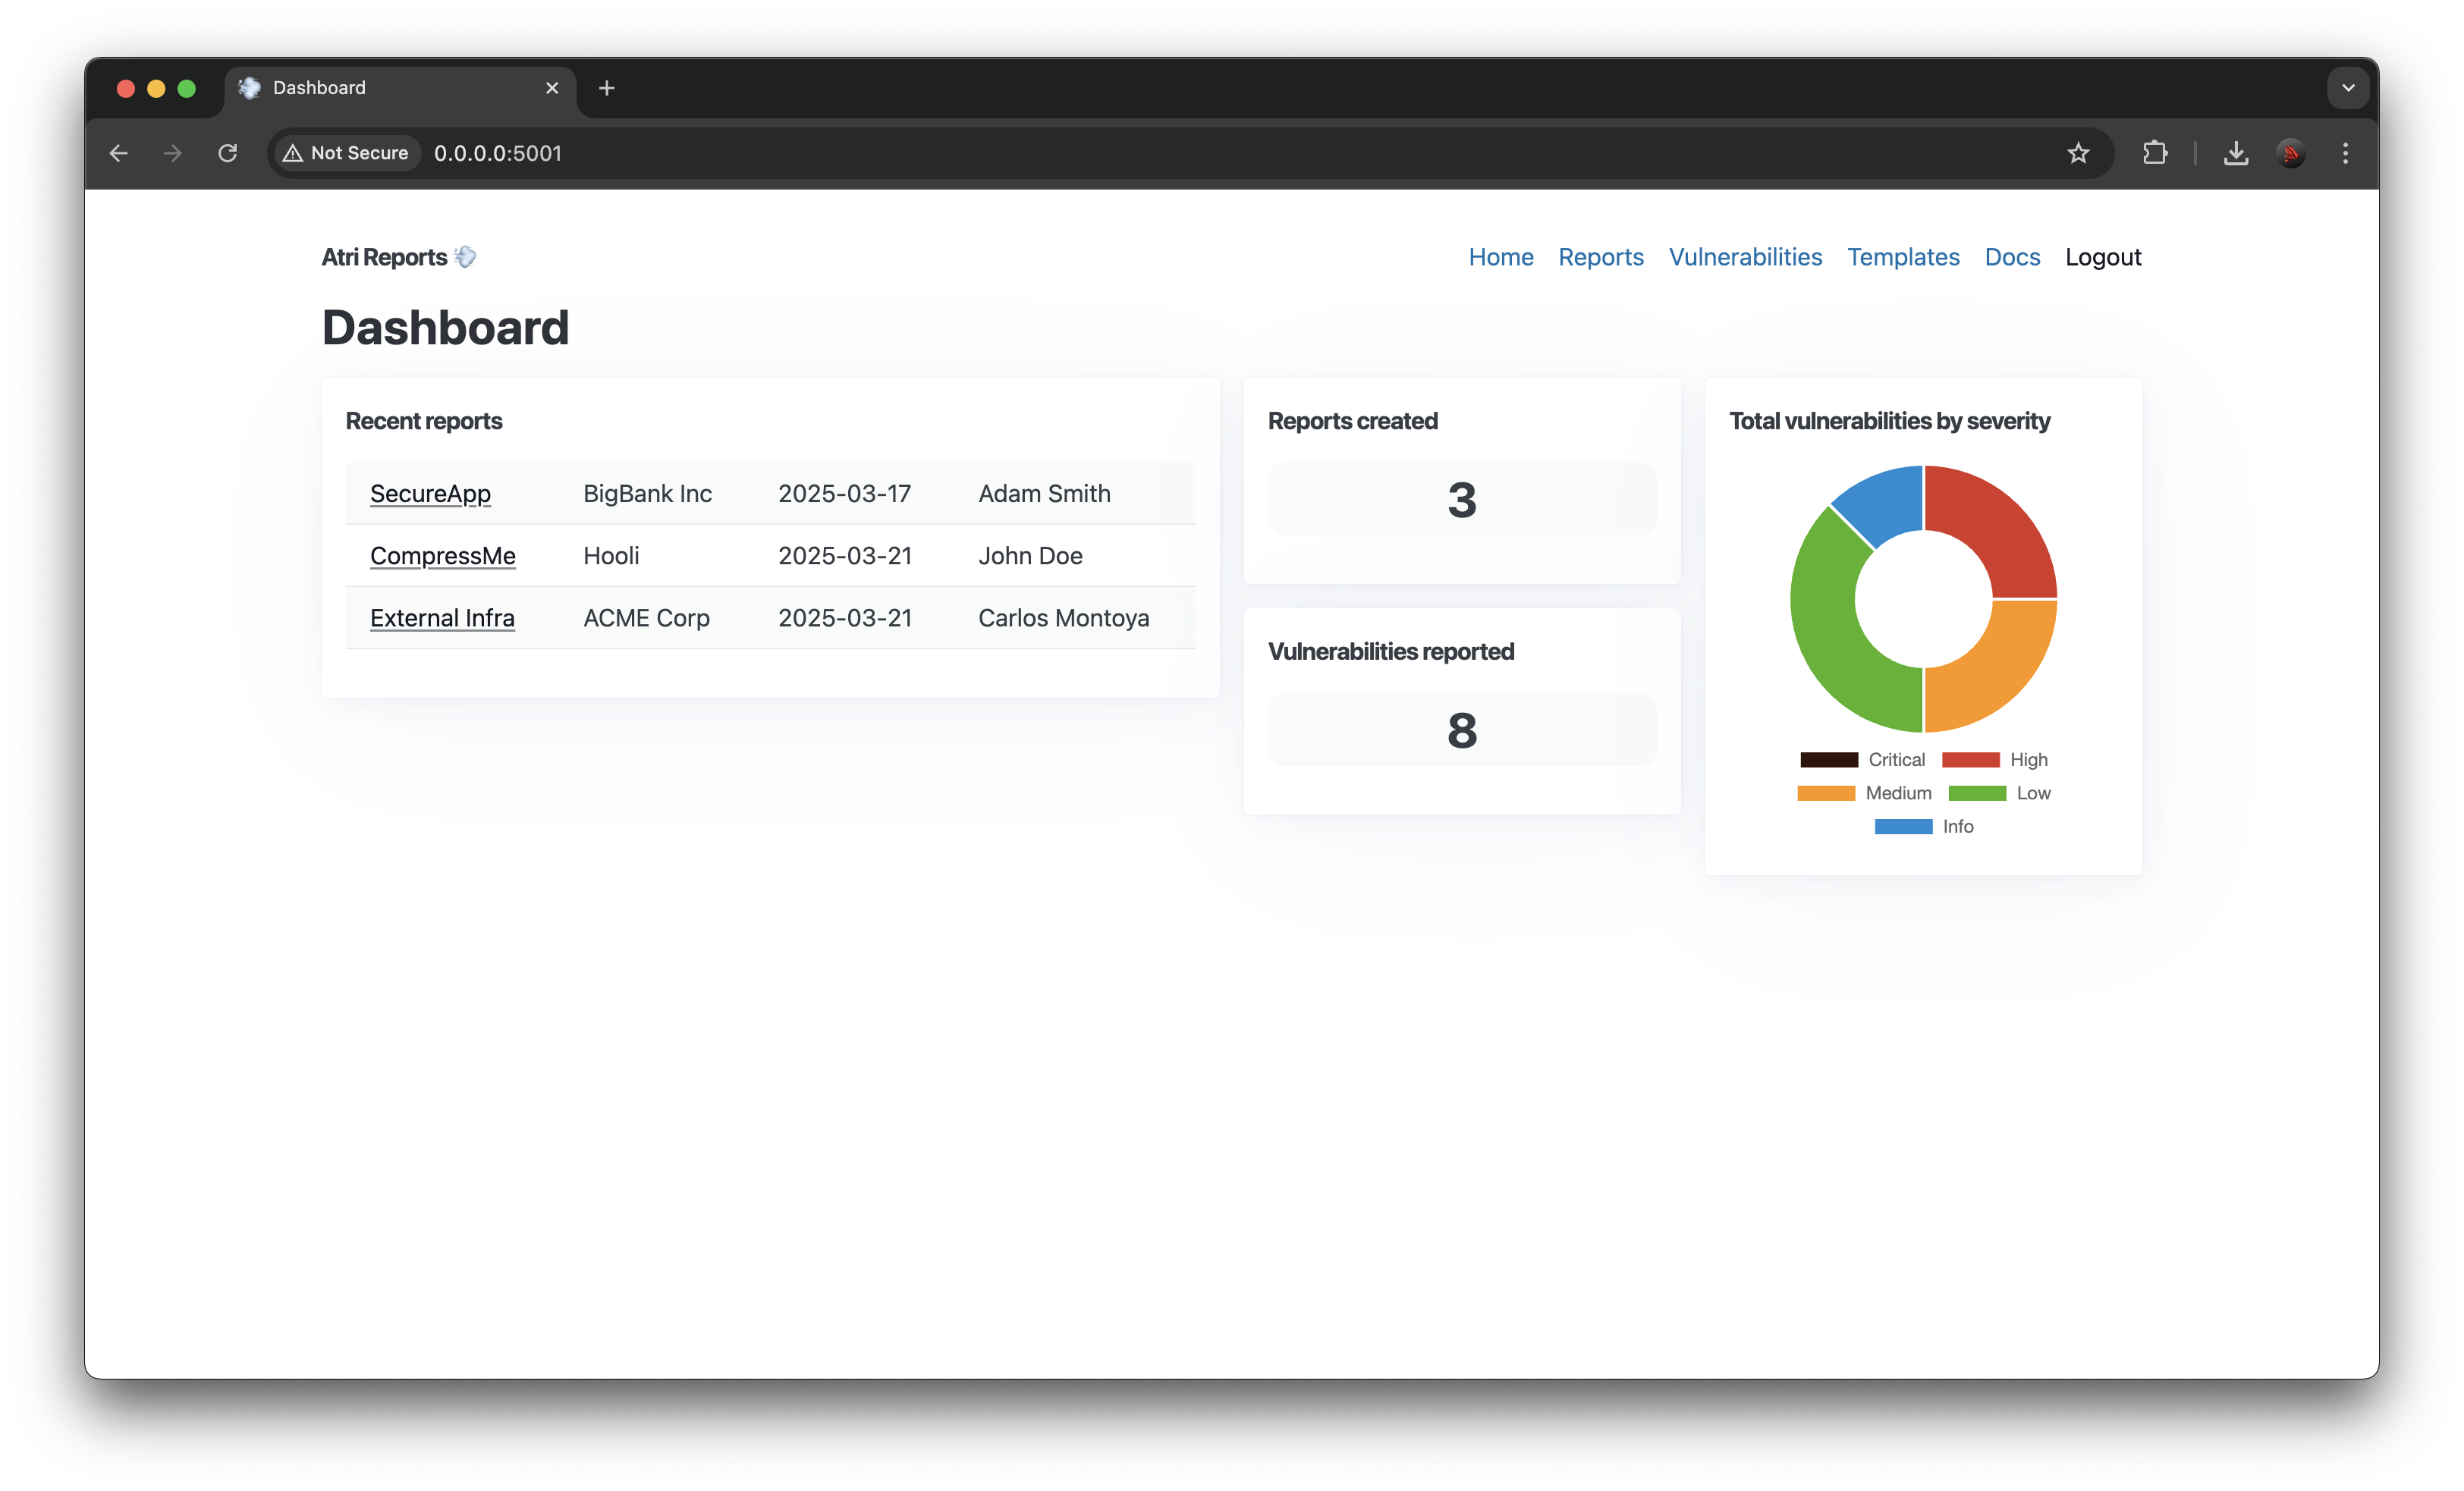 Dashboard
Not Secure 0.0.0.0:5001
Atri Reports
Home Reports Vulnerabilities Templates Docs Logout
Dashboard
Recent reports
SecureApp BigBank Inc 2025-03-17 Adam Smith
CompressMe Hooli 2025-03-21 John Doe
External Infra ACME Corp 2025-03-21 Carlos Montoya
Reports created
3
Vulnerabilities reported
8
Total vulnerabilities by severity
Critical High
Medium Low
Info